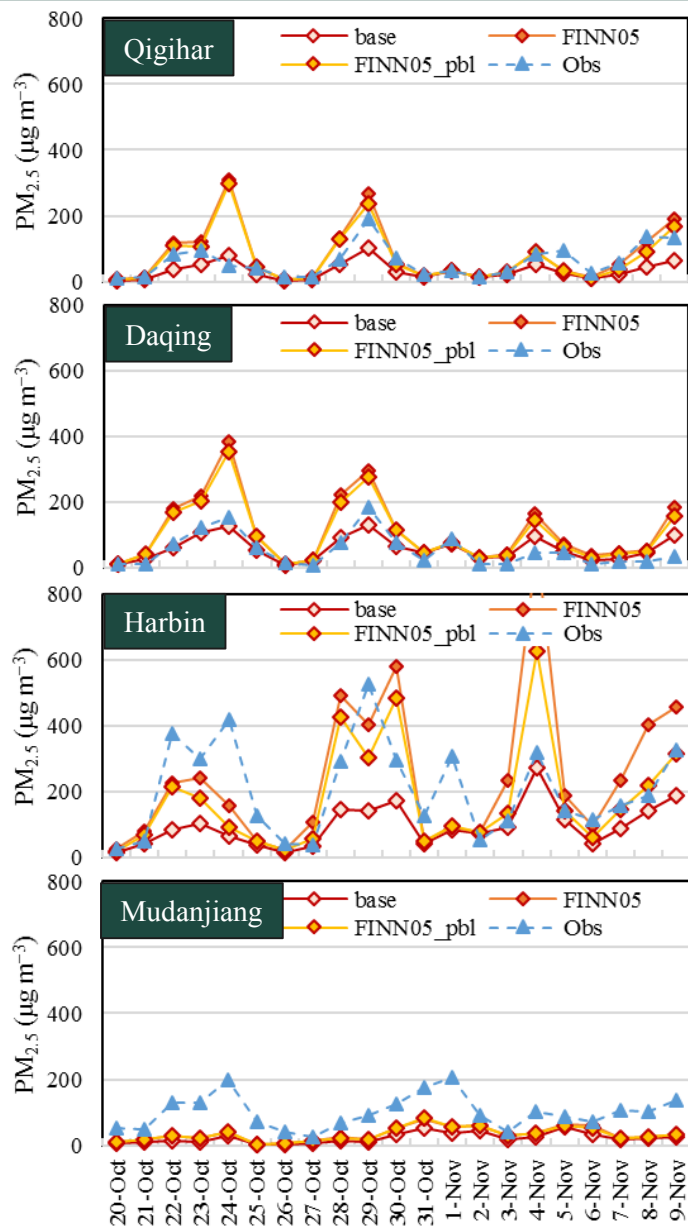 Qigihar
base
FINN05
FINN05_pbl
Obs
PM2.5 (μg m−3)
800
600
400
200
0
Daqing
base
FINN05
FINN05_pbl
Obs
PM2.5 (μg m−3)
800
600
400
200
0
Harbin
base
FINN05
FINN05_pbl
Obs
PM2.5 (μg m−3)
800
600
400
200
0
Mudanjiang
base
FINN05
FINN05_pbl
Obs
PM2.5 (μg m−3)
800
600
400
200
0
20-Oct
21-Oct
22-Oct
23-Oct
24-Oct
25-Oct
26-Oct
27-Oct
28-Oct
29-Oct
30-Oct
31-Oct
1-Nov
2-Nov
3-Nov
4-Nov
5-Nov
6-Nov
7-Nov
8-Nov
9-Nov